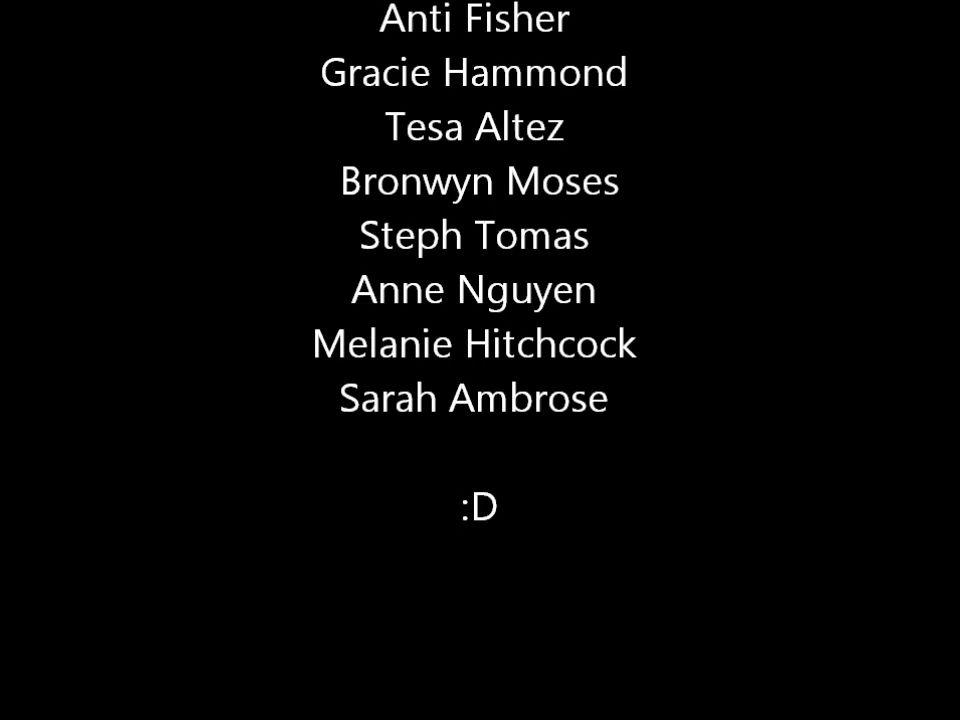 Anti Fisher
Gracie Hammond
Tesa Altez
Bronwyn Moses
Steph Tomas
Anne Nguyen
Melanie Hitchcock
Sarah Ambrose
:D